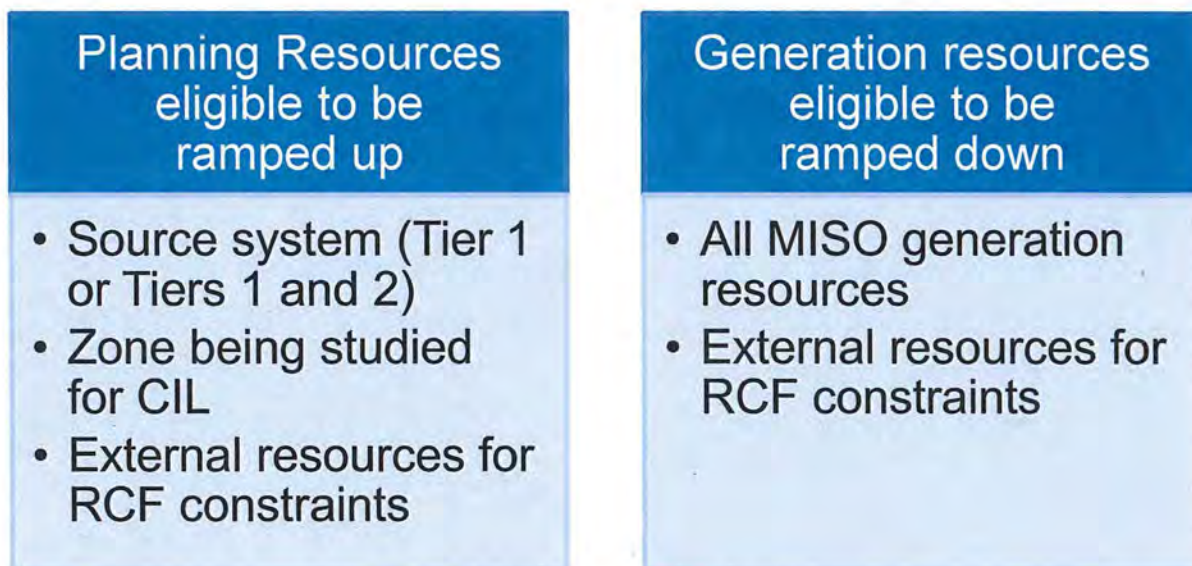 Planning Resources
eligible to be
ramped up
• Source system (Tier 1
or Tiers 1 and 2)
• Zone being studied
for CIL
• External resources for
RCF constraints
Generation resources
eligible to be
ramped down
• All MISO generation
resources
• External resources for
RCF constraints